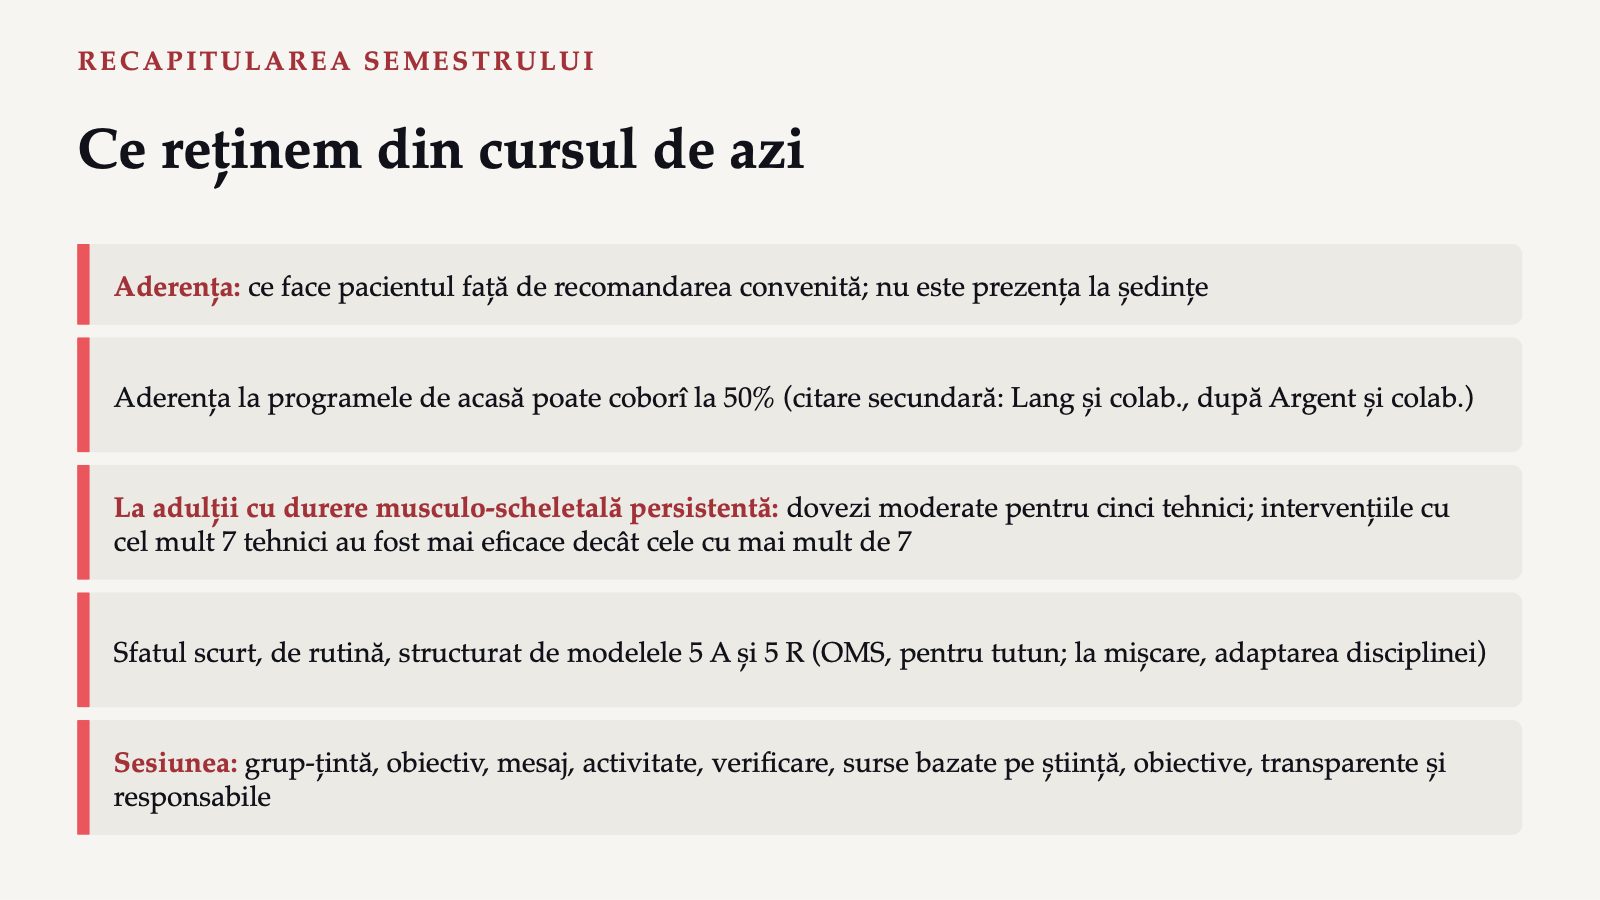 RECAPITULAREA SEMESTRULUI
Ce reținem din cursul de azi
Aderența: ce face pacientul față de recomandarea convenită; nu este prezența la ședințe
Aderența la programele de acasă poate coborî la 50% (citare secundară: Lang și colab., după Argent și colab.)
La adulții cu durere musculo-scheletală persistentă: dovezi moderate pentru cinci tehnici; intervențiile cu
cel mult 7 tehnici au fost mai eficace decât cele cu mai mult de 7
Sfatul scurt, de rutină, structurat de modelele 5 A și 5 R (OMS, pentru tutun; la mișcare, adaptarea disciplinei)
Sesiunea: grup-țintă, obiectiv, mesaj, activitate, verificare, surse bazate pe știință, obiective, transparente și
responsabile